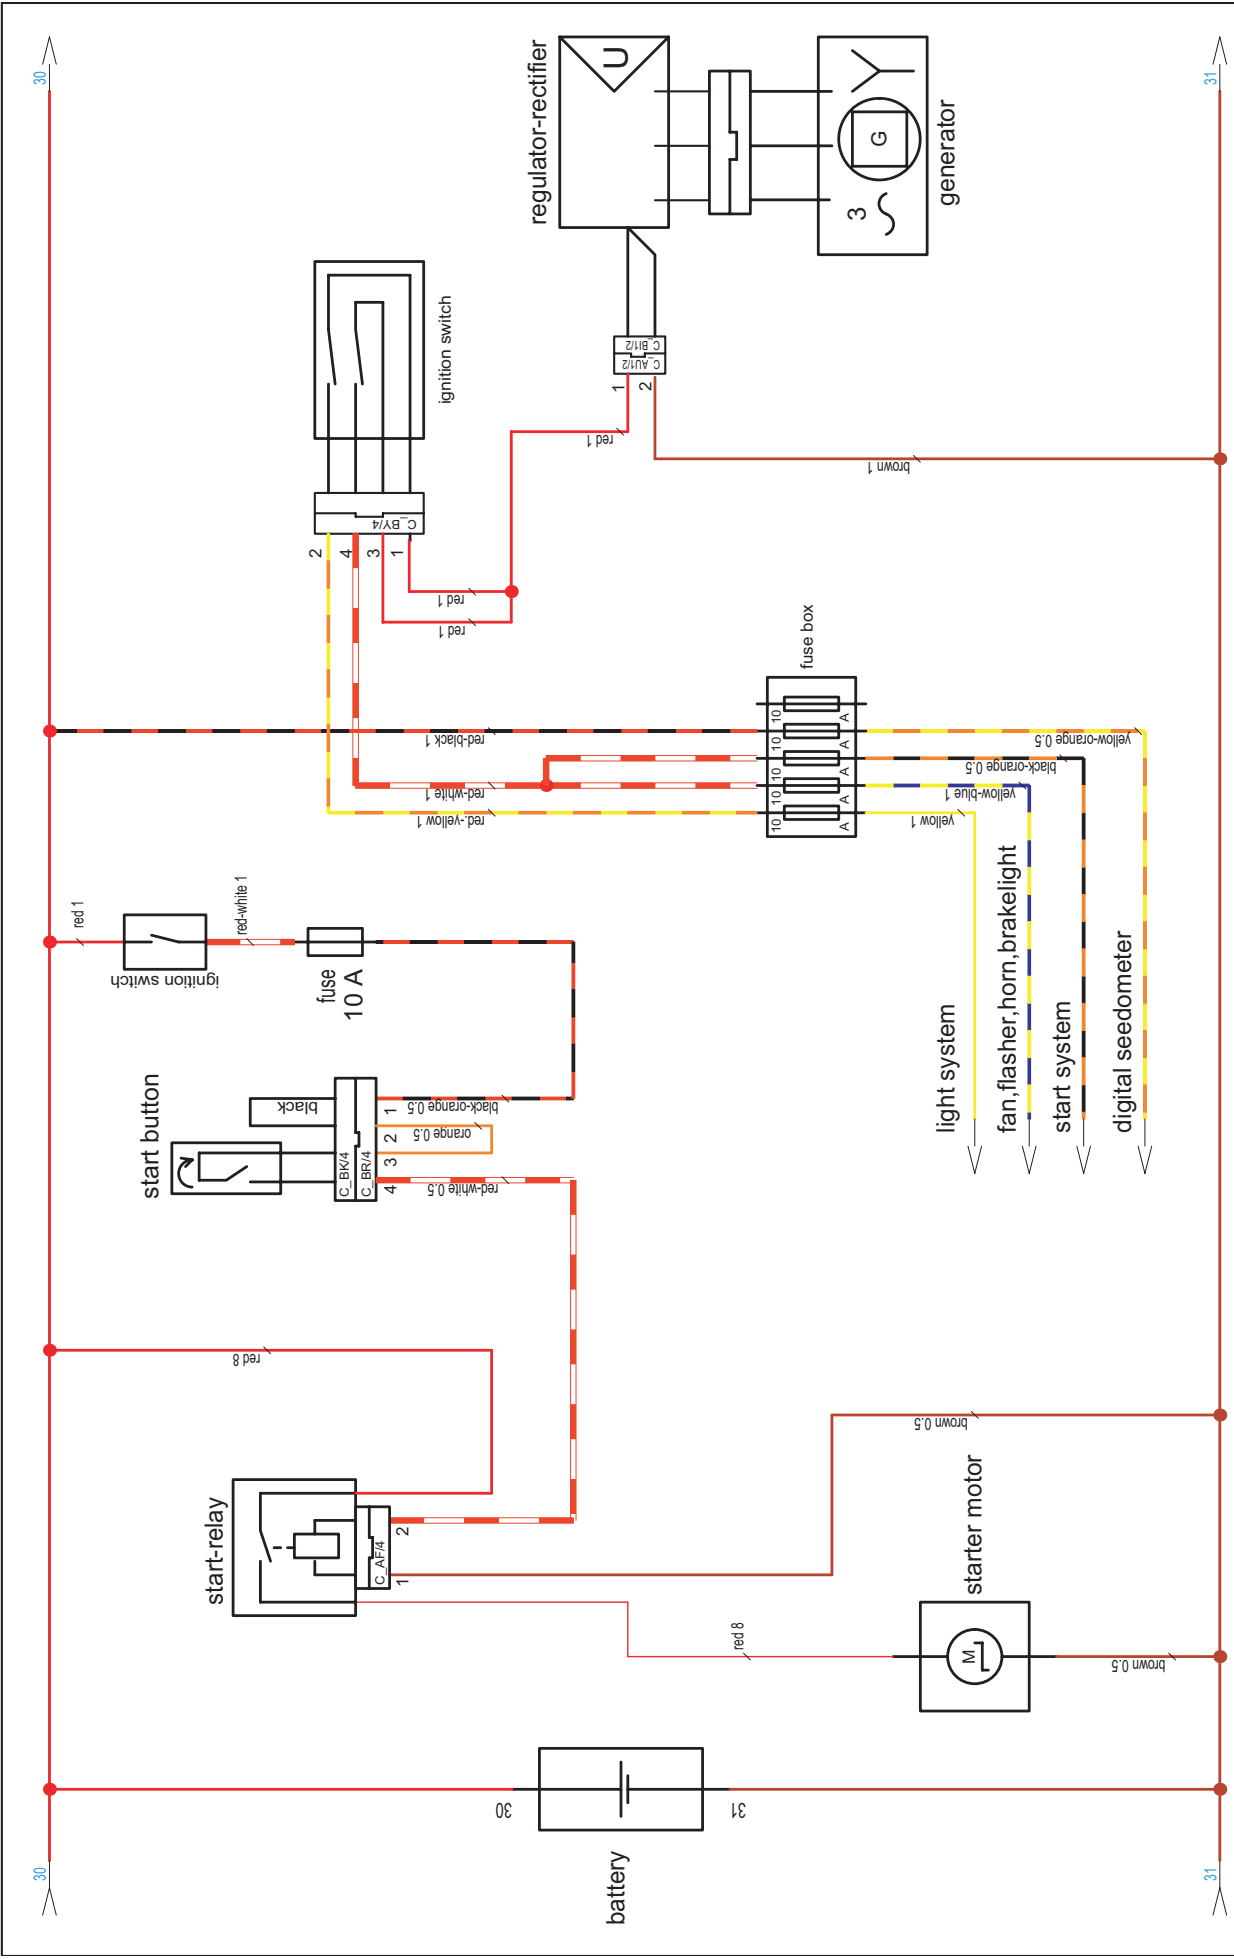 30
30
31
31
battery
30
31
start-relay
C_AF/4
1
2
red 8
red 8
brown 0.5
starter motor
M
brown 0.5
start button
black
C_BK/4
C_BR/4
4
3
2
1
red-white 0.5
orange 0.5
black-orange 0.5
red 1
ignition switch
red-white 1
fuse
10 A
ignition switch
C_BY/4
2
4
3
1
red 1
red 1
red 1
red-black 1
red-white 1
red.-yellow 1
fuse box
10
A
10
A
10
A
10
A
10
A
yellow 1
yellow-blue 1
black-orange 0.5
yellow-orange 0.5
light system
fan,flasher,horn,brakelight
start system
digital seedometer
regulator-rectifier
U
C_BI1/2
C_AU1/2
1
2
brown 1
generator
G
3